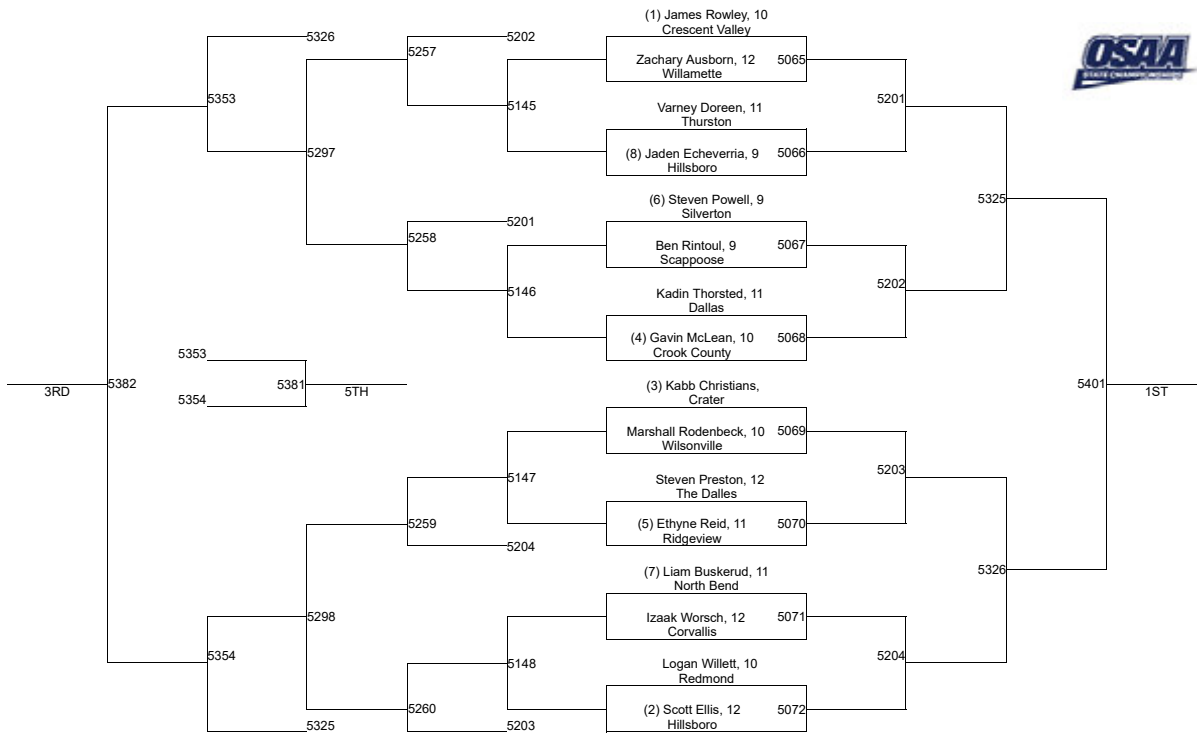 (1) James Rowley, 10
Crescent Valley
5326
5257
5202
OSAA
STATE CHAMPIONSHIPS
Zachary Ausborn, 12
5065
Willamette
5353
5145
Varney Doreen, 11
Thurston
5201
5297
(8) Jaden Echeverria, 9
5066
Hillsboro
(6) Steven Powell, 9
Silverton
5325
5258
5201
Ben Rintoul, 9
5067
Scappoose
5146
Kadin Thorsted, 11
Dallas
5202
(4) Gavin McLean, 10
5068
Crook County
5353
3RD
5382
5381
5TH
5354
(3) Kabb Christians,
Crater
5401
1ST
Marshall Rodenbeck, 10
5069
Wilsonville
5147
Steven Preston, 12
The Dalles
5203
5259
5204
(5) Ethyne Reid, 11
5070
Ridgeview
(7) Liam Buskerud, 11
North Bend
5326
5298
Izaak Worsch, 12
5071
Corvallis
5354
5148
Logan Willett, 10
Redmond
5204
5260
(2) Scott Ellis, 12
5072
Hillsboro
5325
5203